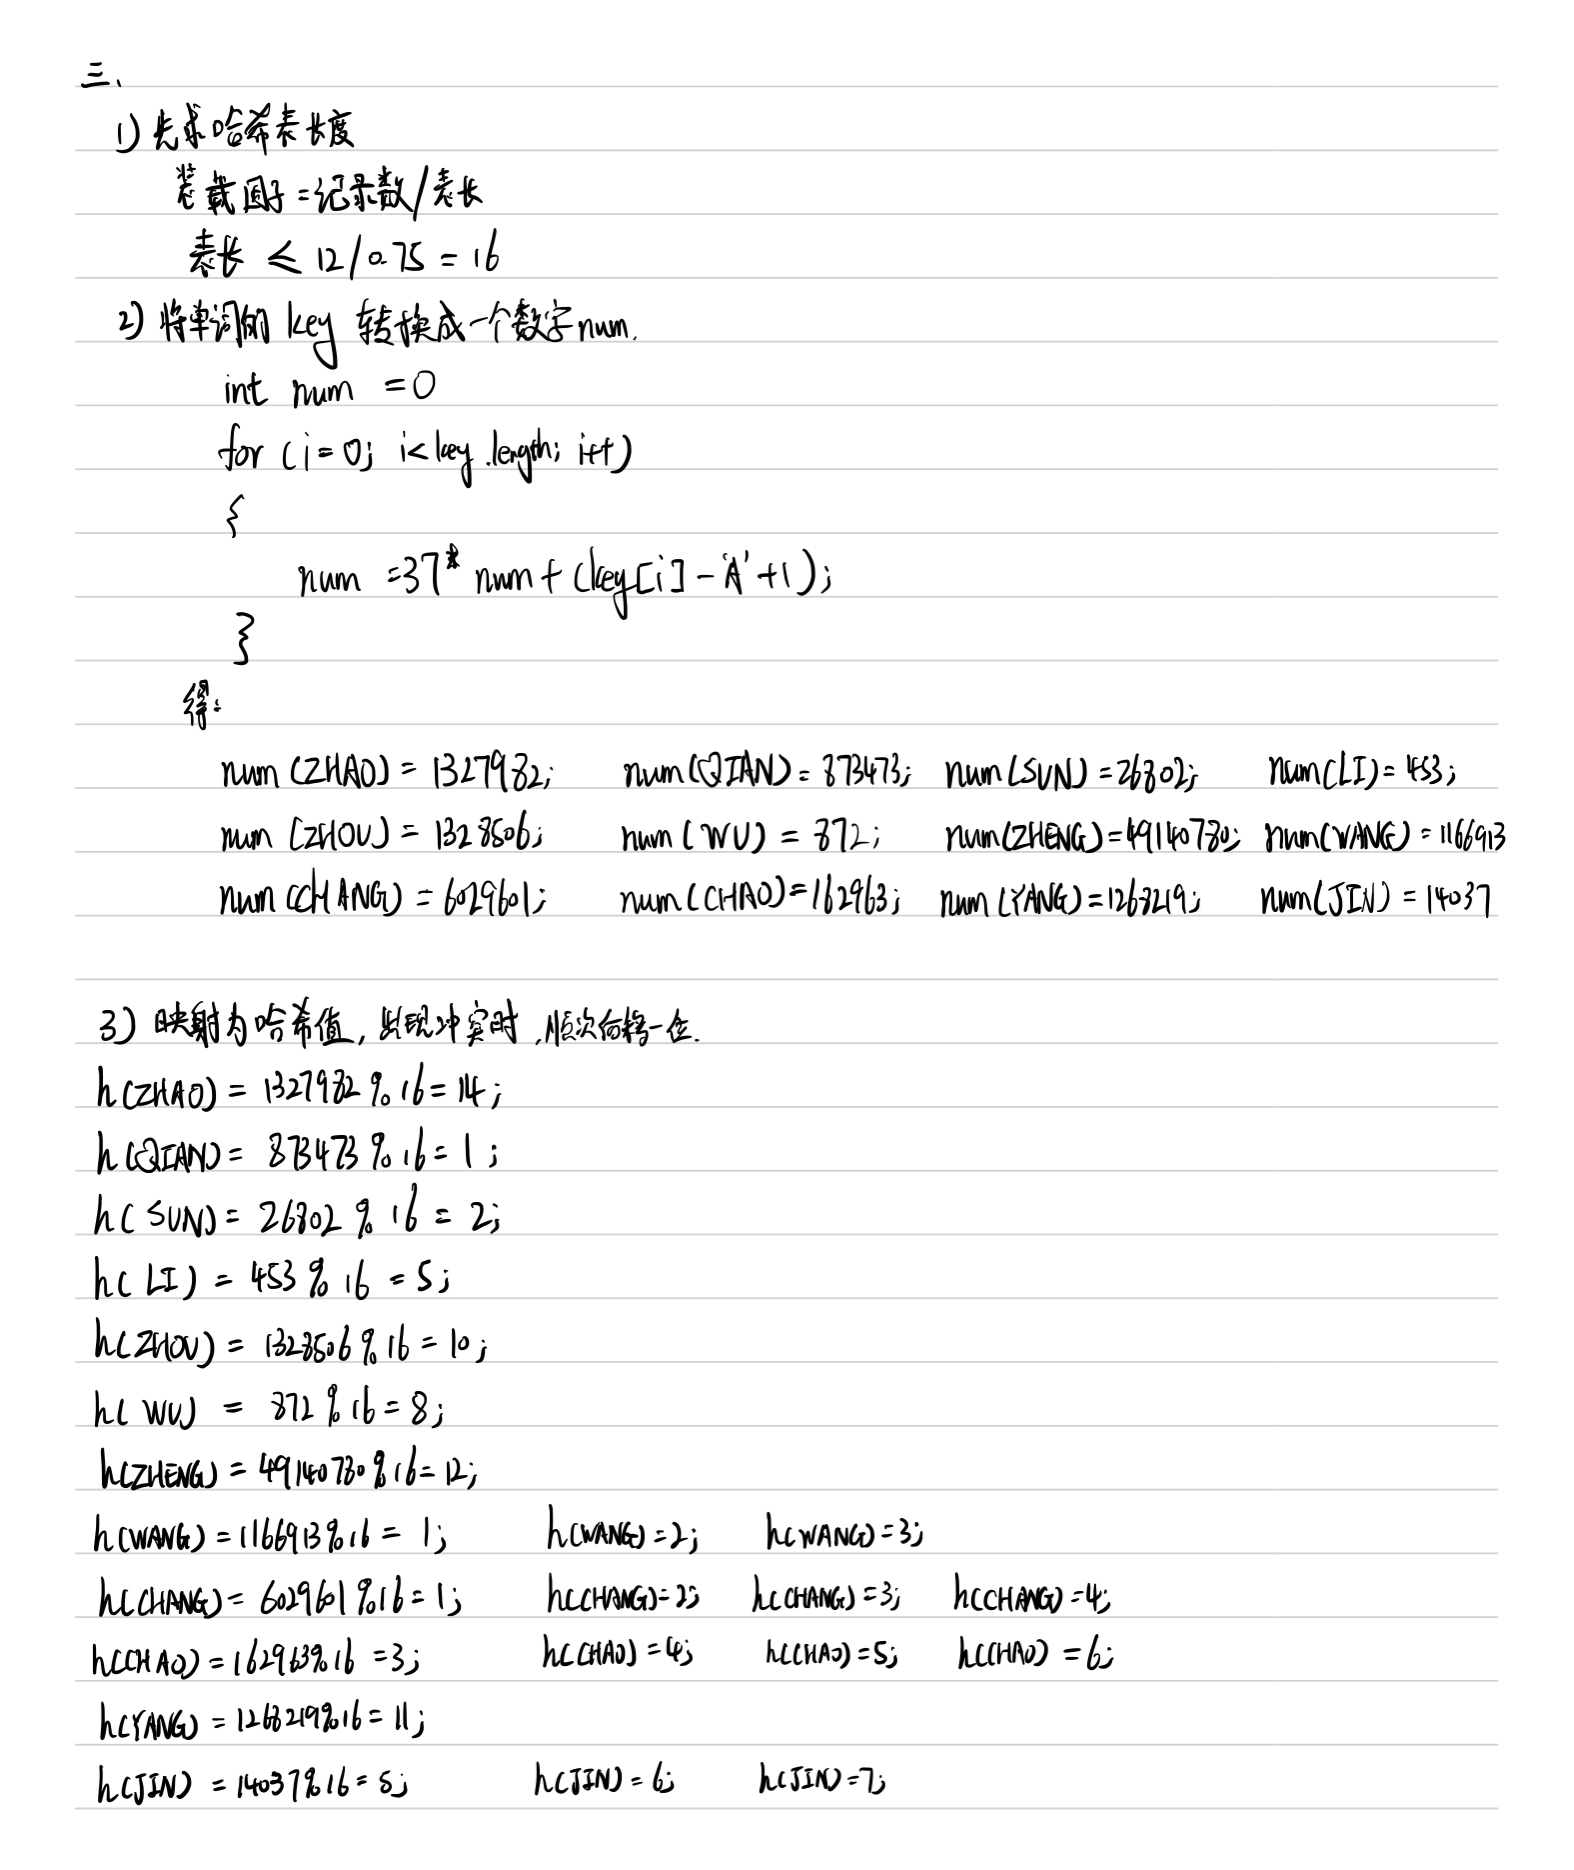 三、
1) 先求哈希表长度
装载因子=记录数/表长
表长 ≤ 12/0.75 = 16
2) 将单词的 key 转换成一个数字 num.
int num = 0
for (i=0; i<key.length; i++)
{
num =37* num + (key[i]-'A'+1);
}
得:
num(ZHAO) = 1327982; num(QIAN) = 873473; num(SUN) = 26802; num(LI) = 453;
num(ZHOU) = 1328506; num(WU) = 872; num(ZHENG) = 49140780; num(WANG) = 1166913
num(CHANG) = 6029601; num(CHAO) = 162963; num(YANG) = 1268219; num(JIN) = 14037
3) 映射为哈希值, 出现冲突时, 顺次后移一位.
h(ZHAO) = 1327982 % 16 = 14;
h(QIAN) = 873473 % 16 = 1;
h(SUN) = 26802 % 16 = 2;
h(LI) = 453 % 16 = 5;
h(ZHOU) = 1328506 % 16 = 10;
h(WU) = 872 % 16 = 8;
h(ZHENG) = 49140780 % 16 = 12;
h(WANG) = 1166913 % 16 = 1; h(WANG) = 2; h(WANG) = 3;
h(CHANG) = 6029601 % 16 = 1; h(CHANG) = 2; h(CHANG) = 3; h(CHANG) = 4;
h(CHAO) = 162963 % 16 = 3; h(CHAO) = 4; h(CHAO) = 5; h(CHAO) = 6;
h(YANG) = 1268219 % 16 = 11;
h(JIN) = 14037 % 16 = 5; h(JIN) = 6; h(JIN) = 7;